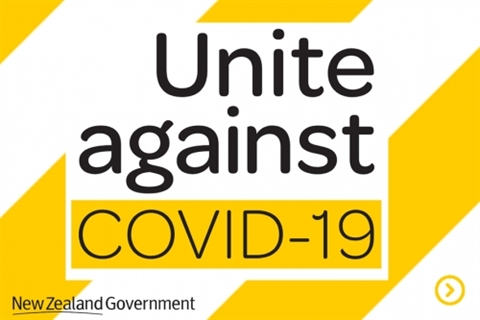 Unite
against
COVID-19
New Zealand Government